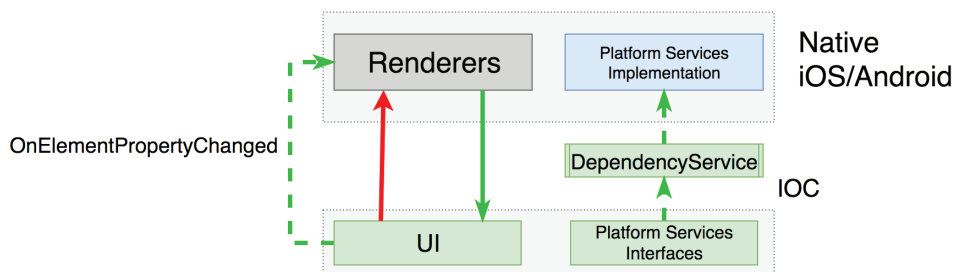 Renderers
Platform Services
Implementation
Native
iOS/Android
OnElementPropertyChanged
DependencyService
IOC
UI
Platform Services
Interfaces